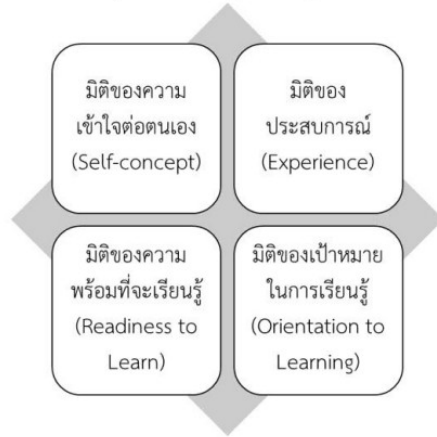 มิติของความ
เข้าใจต่อตนเอง
(Self-concept)
มิติของ
ประสบการณ์
(Experience)
มิติของความ
พร้อมที่จะเรียนรู้
(Readiness to
Learn)
มิติของเป้าหมาย
ในการเรียนรู้
(Orientation to
Learning)